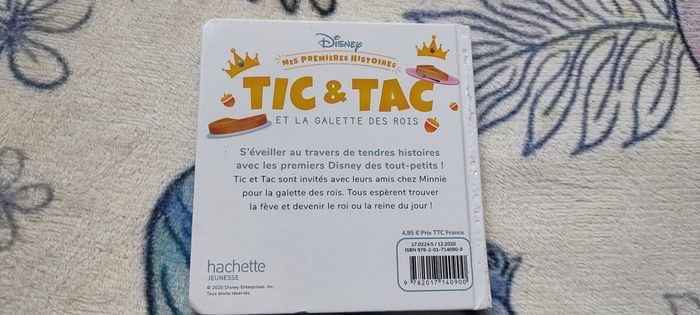 Disney
MES PREMIÈRES HISTOIRES
TIC & TAC
ET LA GALETTE DES ROIS
S'éveiller au travers de tendres histoires
avec les premiers Disney des tout-petits !
Tic et Tac sont invités avec leurs amis chez Minnie
pour la galette des rois. Tous espèrent trouver
la fève et devenir le roi ou la reine du jour !
4,95 € Prix TTC France
17.0224.5 / 12.2020
ISBN 978-2-01-714090-0
9 782017 140900
hachette
JEUNESSE
© 2020 Disney Enterprises, Inc.
Tous droits réservés.